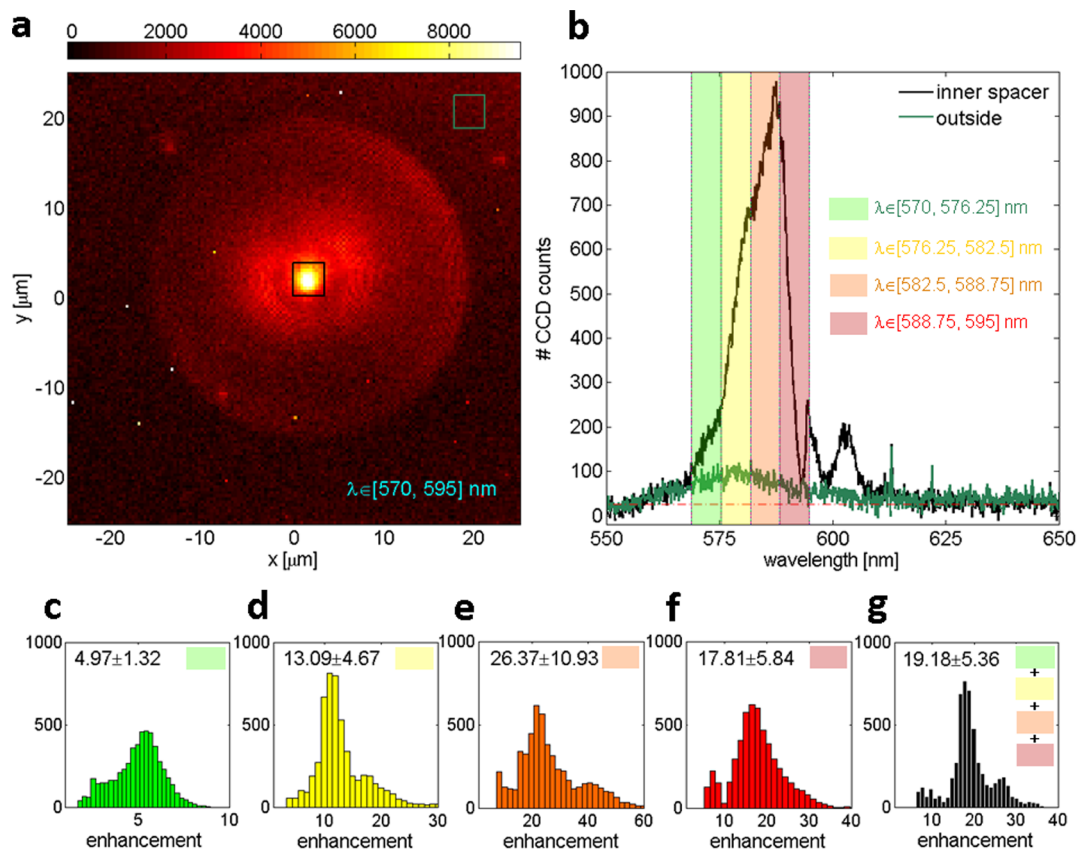 a
0 2000 4000 6000 8000
20
10
0
-10
-20
y [μm]
-20 -10 0 10 20
x [μm]
λ∈[570, 595] nm
b
1000
900
800
700
600
500
400
300
200
100
0
# CCD counts
550 575 600 625 650
wavelength [nm]
inner spacer
outside
λ∈[570, 576.25] nm
λ∈[576.25, 582.5] nm
λ∈[582.5, 588.75] nm
λ∈[588.75, 595] nm
c
1000
500
0
4.97±1.32
5 10
enhancement
d
1000
500
0
13.09±4.67
10 20 30
enhancement
e
1000
500
0
26.37±10.93
20 40 60
enhancement
f
1000
500
0
17.81±5.84
10 20 30 40
enhancement
g
1000
500
0
19.18±5.36
+
+
+
10 20 30 40
enhancement